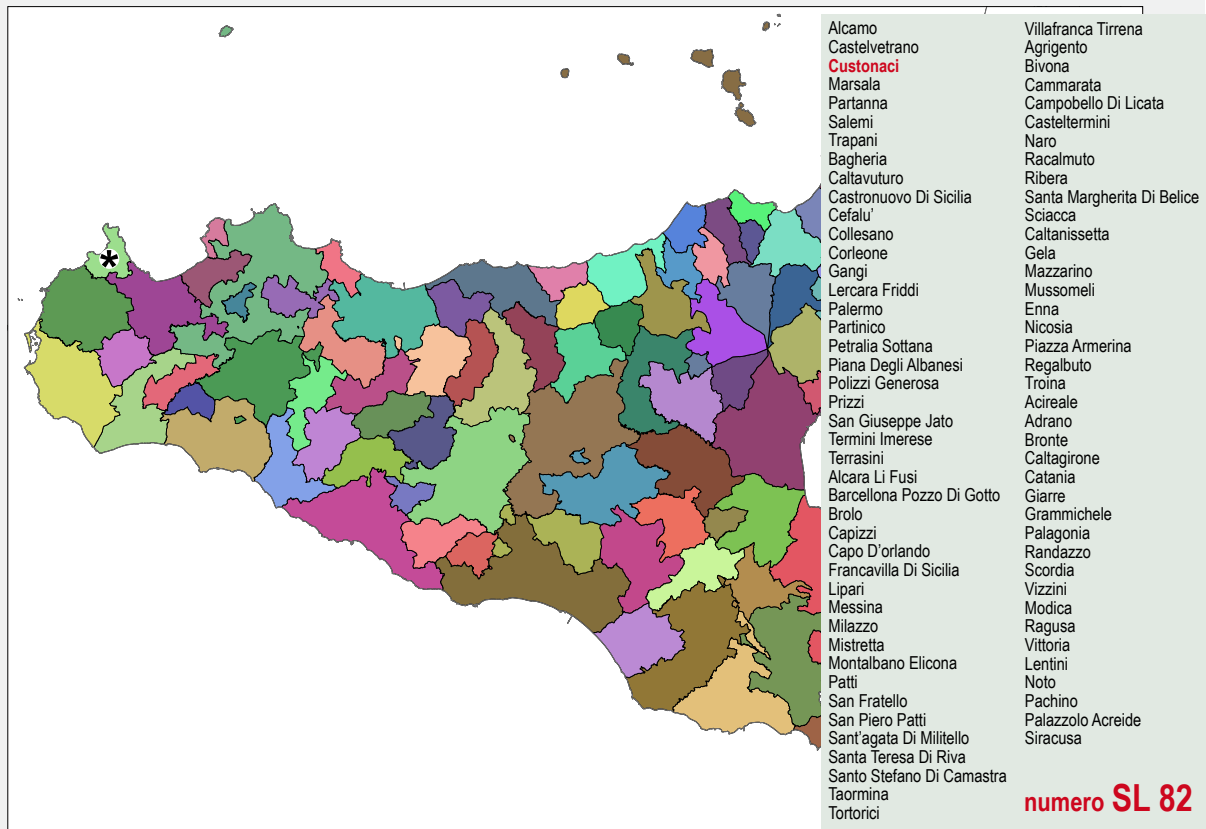 *
Alcamo
Castelvetrano
Custonaci
Marsala
Partanna
Salemi
Trapani
Bagheria
Caltavuturo
Castronuovo Di Sicilia
Cefalu'
Collesano
Corleone
Gangi
Lercara Friddi
Palermo
Partinico
Petralia Sottana
Piana Degli Albanesi
Polizzi Generosa
Prizzi
San Giuseppe Jato
Termini Imerese
Terrasini
Alcara Li Fusi
Barcellona Pozzo Di Gotto
Brolo
Capizzi
Capo D'orlando
Francavilla Di Sicilia
Lipari
Messina
Milazzo
Mistretta
Montalbano Elicona
Patti
San Fratello
San Piero Patti
Sant'agata Di Militello
Santa Teresa Di Riva
Santo Stefano Di Camastra
Taormina
Tortorici
Villafranca Tirrena
Agrigento
Bivona
Cammarata
Campobello Di Licata
Casteltermini
Naro
Racalmuto
Ribera
Santa Margherita Di Belice
Sciacca
Caltanissetta
Gela
Mazzarino
Mussomeli
Enna
Nicosia
Piazza Armerina
Regalbuto
Troina
Acireale
Adrano
Bronte
Caltagirone
Catania
Giarre
Grammichele
Palagonia
Randazzo
Scordia
Vizzini
Modica
Ragusa
Vittoria
Lentini
Noto
Pachino
Palazzolo Acreide
Siracusa
numero SL 82